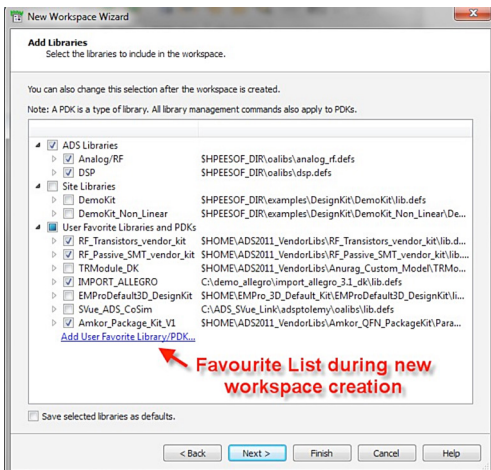 New Workspace Wizard
Add Libraries
Select the libraries to include in the workspace.
You can also change this selection after the workspace is created.
Note: A PDK is a type of library. All library management commands also apply to PDKs.
ADS Libraries
Analog/RF $HPEESOF_DIR\oalibs\analog_rf.defs
DSP $HPEESOF_DIR\oalibs\dsp.defs
Site Libraries
DemoKit $HPEESOF_DIR\examples\DesignKit\DemoKit\lib.defs
DemoKit_Non_Linear $HPEESOF_DIR\examples\DesignKit\DemoKit_Non_Linear\De...
User Favorite Libraries and PDKs
RF_Transistors_vendor_kit $HOME\ADS2011_VendorLibs\RF_Transistors_vendor_kit\lib.d...
RF_Passive_SMT_vendor_kit $HOME\ADS2011_VendorLibs\RF_Passive_SMT_vendor_kit\lib...
TRModule_DK $HOME\ADS2011_VendorLibs\Anurag_Custom_Model\TRMo...
IMPORT_ALLEGRO C:\demo_allegro\import_allegro_3.1_dk\lib.defs
EMProDefault3D_DesignKit $HOME\EMPro_3D_Default_Kit\EMProDefault3D_DesignKit\li...
SVue_ADS_CoSim C:\ADS_SVue_Link\adsptolemy\oalibs\lib.defs
Amkor_Package_Kit_V1 $HOME\ADS2011_VendorLibs\Amkor_QFN_PackageKit\Para...
Add User Favorite Library/PDK...
Favourite List during new
workspace creation
Save selected libraries as defaults.
< Back Next > Finish Cancel Help